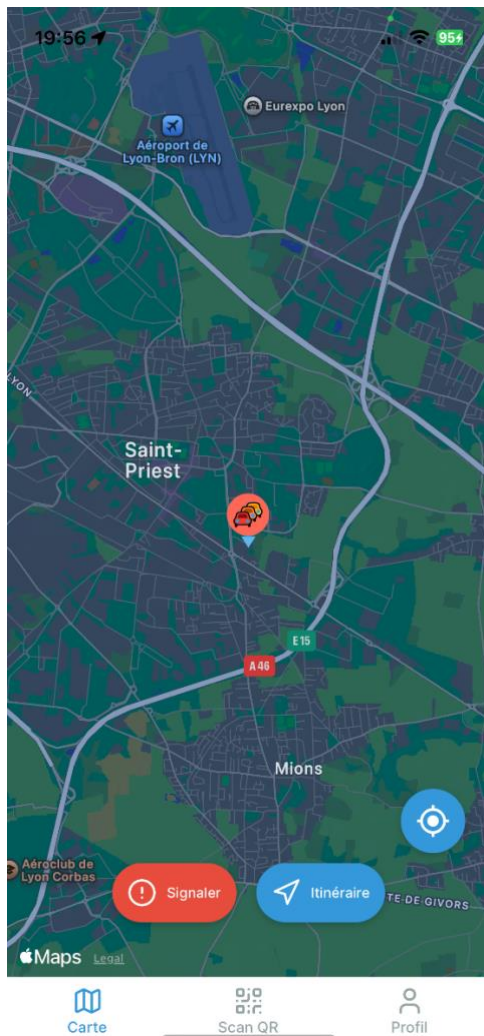 19:56
95
Eurexpo Lyon
Aéroport de
Lyon-Bron (LYN)
LYON
Saint-
Priest
E15
A46
Mions
Aéroclub de
Lyon Corbas
Signaler
Itinéraire
TE DE GIVORS
Maps
Legal
Carte
Scan QR
Profil